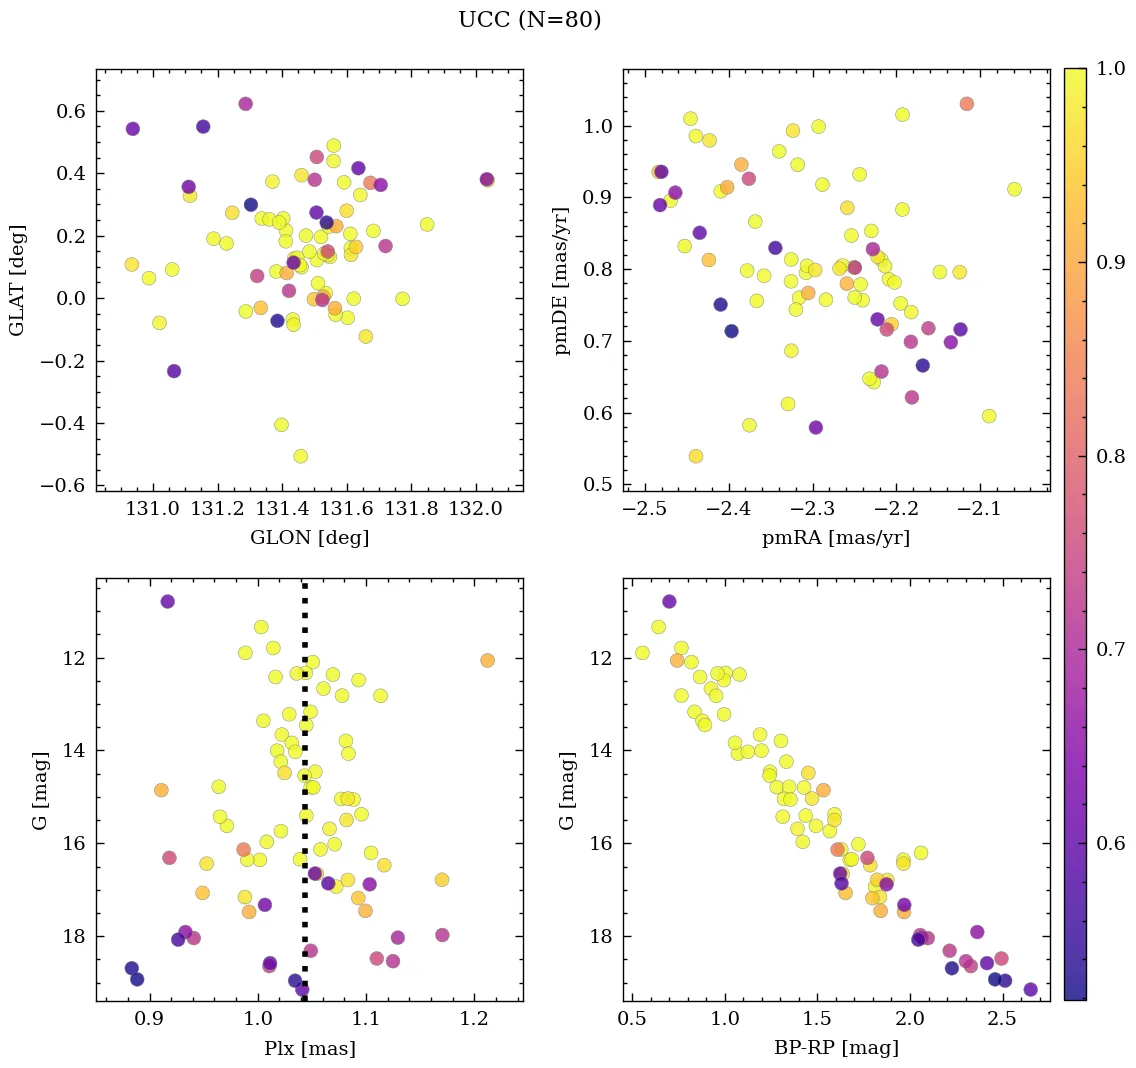 UCC (N=80)
0.6
0.4
0.2
0.0
−0.2
−0.4
−0.6
GLAT [deg]
131.0 131.2 131.4 131.6 131.8 132.0
GLON [deg]
1.0
0.9
0.8
0.7
0.6
0.5
pmDE [mas/yr]
−2.5 −2.4 −2.3 −2.2 −2.1
pmRA [mas/yr]
1.0
0.9
0.8
0.7
0.6
12
14
16
18
G [mag]
0.9 1.0 1.1 1.2
Plx [mas]
12
14
16
18
G [mag]
0.5 1.0 1.5 2.0 2.5
BP-RP [mag]